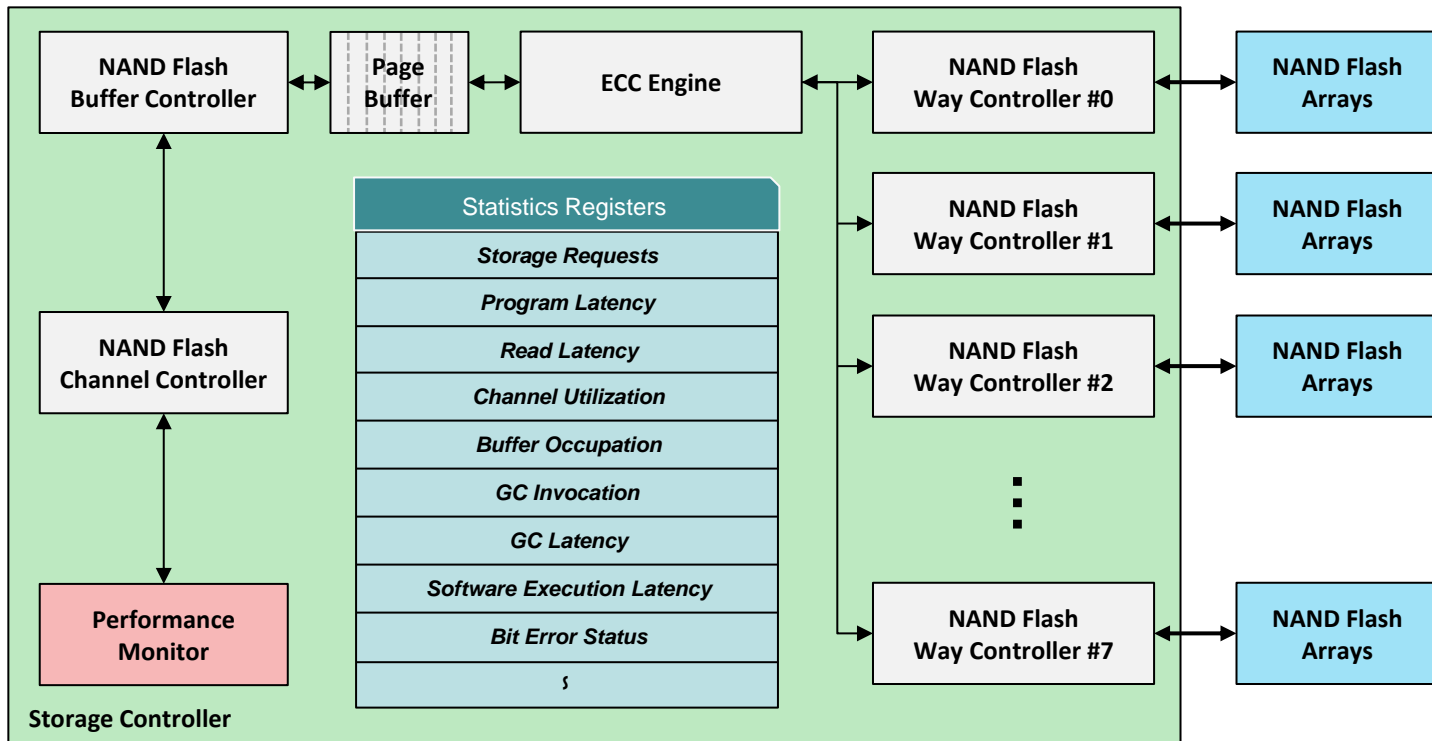 NAND Flash
Buffer Controller
Page
Buffer
ECC Engine
NAND Flash
Way Controller #0
NAND Flash
Arrays
Statistics Registers
Storage Requests
Program Latency
Read Latency
Channel Utilization
Buffer Occupation
GC Invocation
GC Latency
Software Execution Latency
Bit Error Status
NAND Flash
Way Controller #1
NAND Flash
Arrays
NAND Flash
Channel Controller
NAND Flash
Way Controller #2
NAND Flash
Arrays
Performance
Monitor
NAND Flash
Way Controller #7
NAND Flash
Arrays
Storage Controller